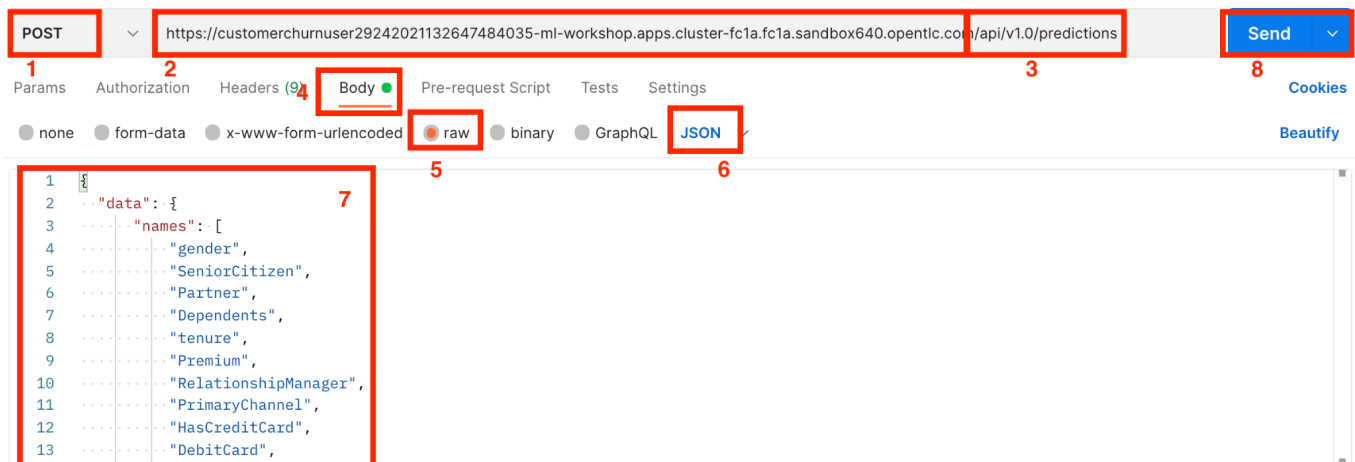 POST https://customerchurnuser29242021132647484035-ml-workshop.apps.cluster-fc1a.fc1a.sandbox640.opentlc.com/api/v1.0/predictions Send
1 2 3 8
Params Authorization Headers (9) 4 Body Pre-request Script Tests Settings Cookies
none form-data x-www-form-urlencoded raw binary GraphQL JSON Beautify
5 6
1 {
7
2 "data": {
3 "names": [
4 "gender",
5 "SeniorCitizen",
6 "Partner",
7 "Dependents",
8 "tenure",
9 "Premium",
10 "RelationshipManager",
11 "PrimaryChannel",
12 "HasCreditCard",
13 "DebitCard",